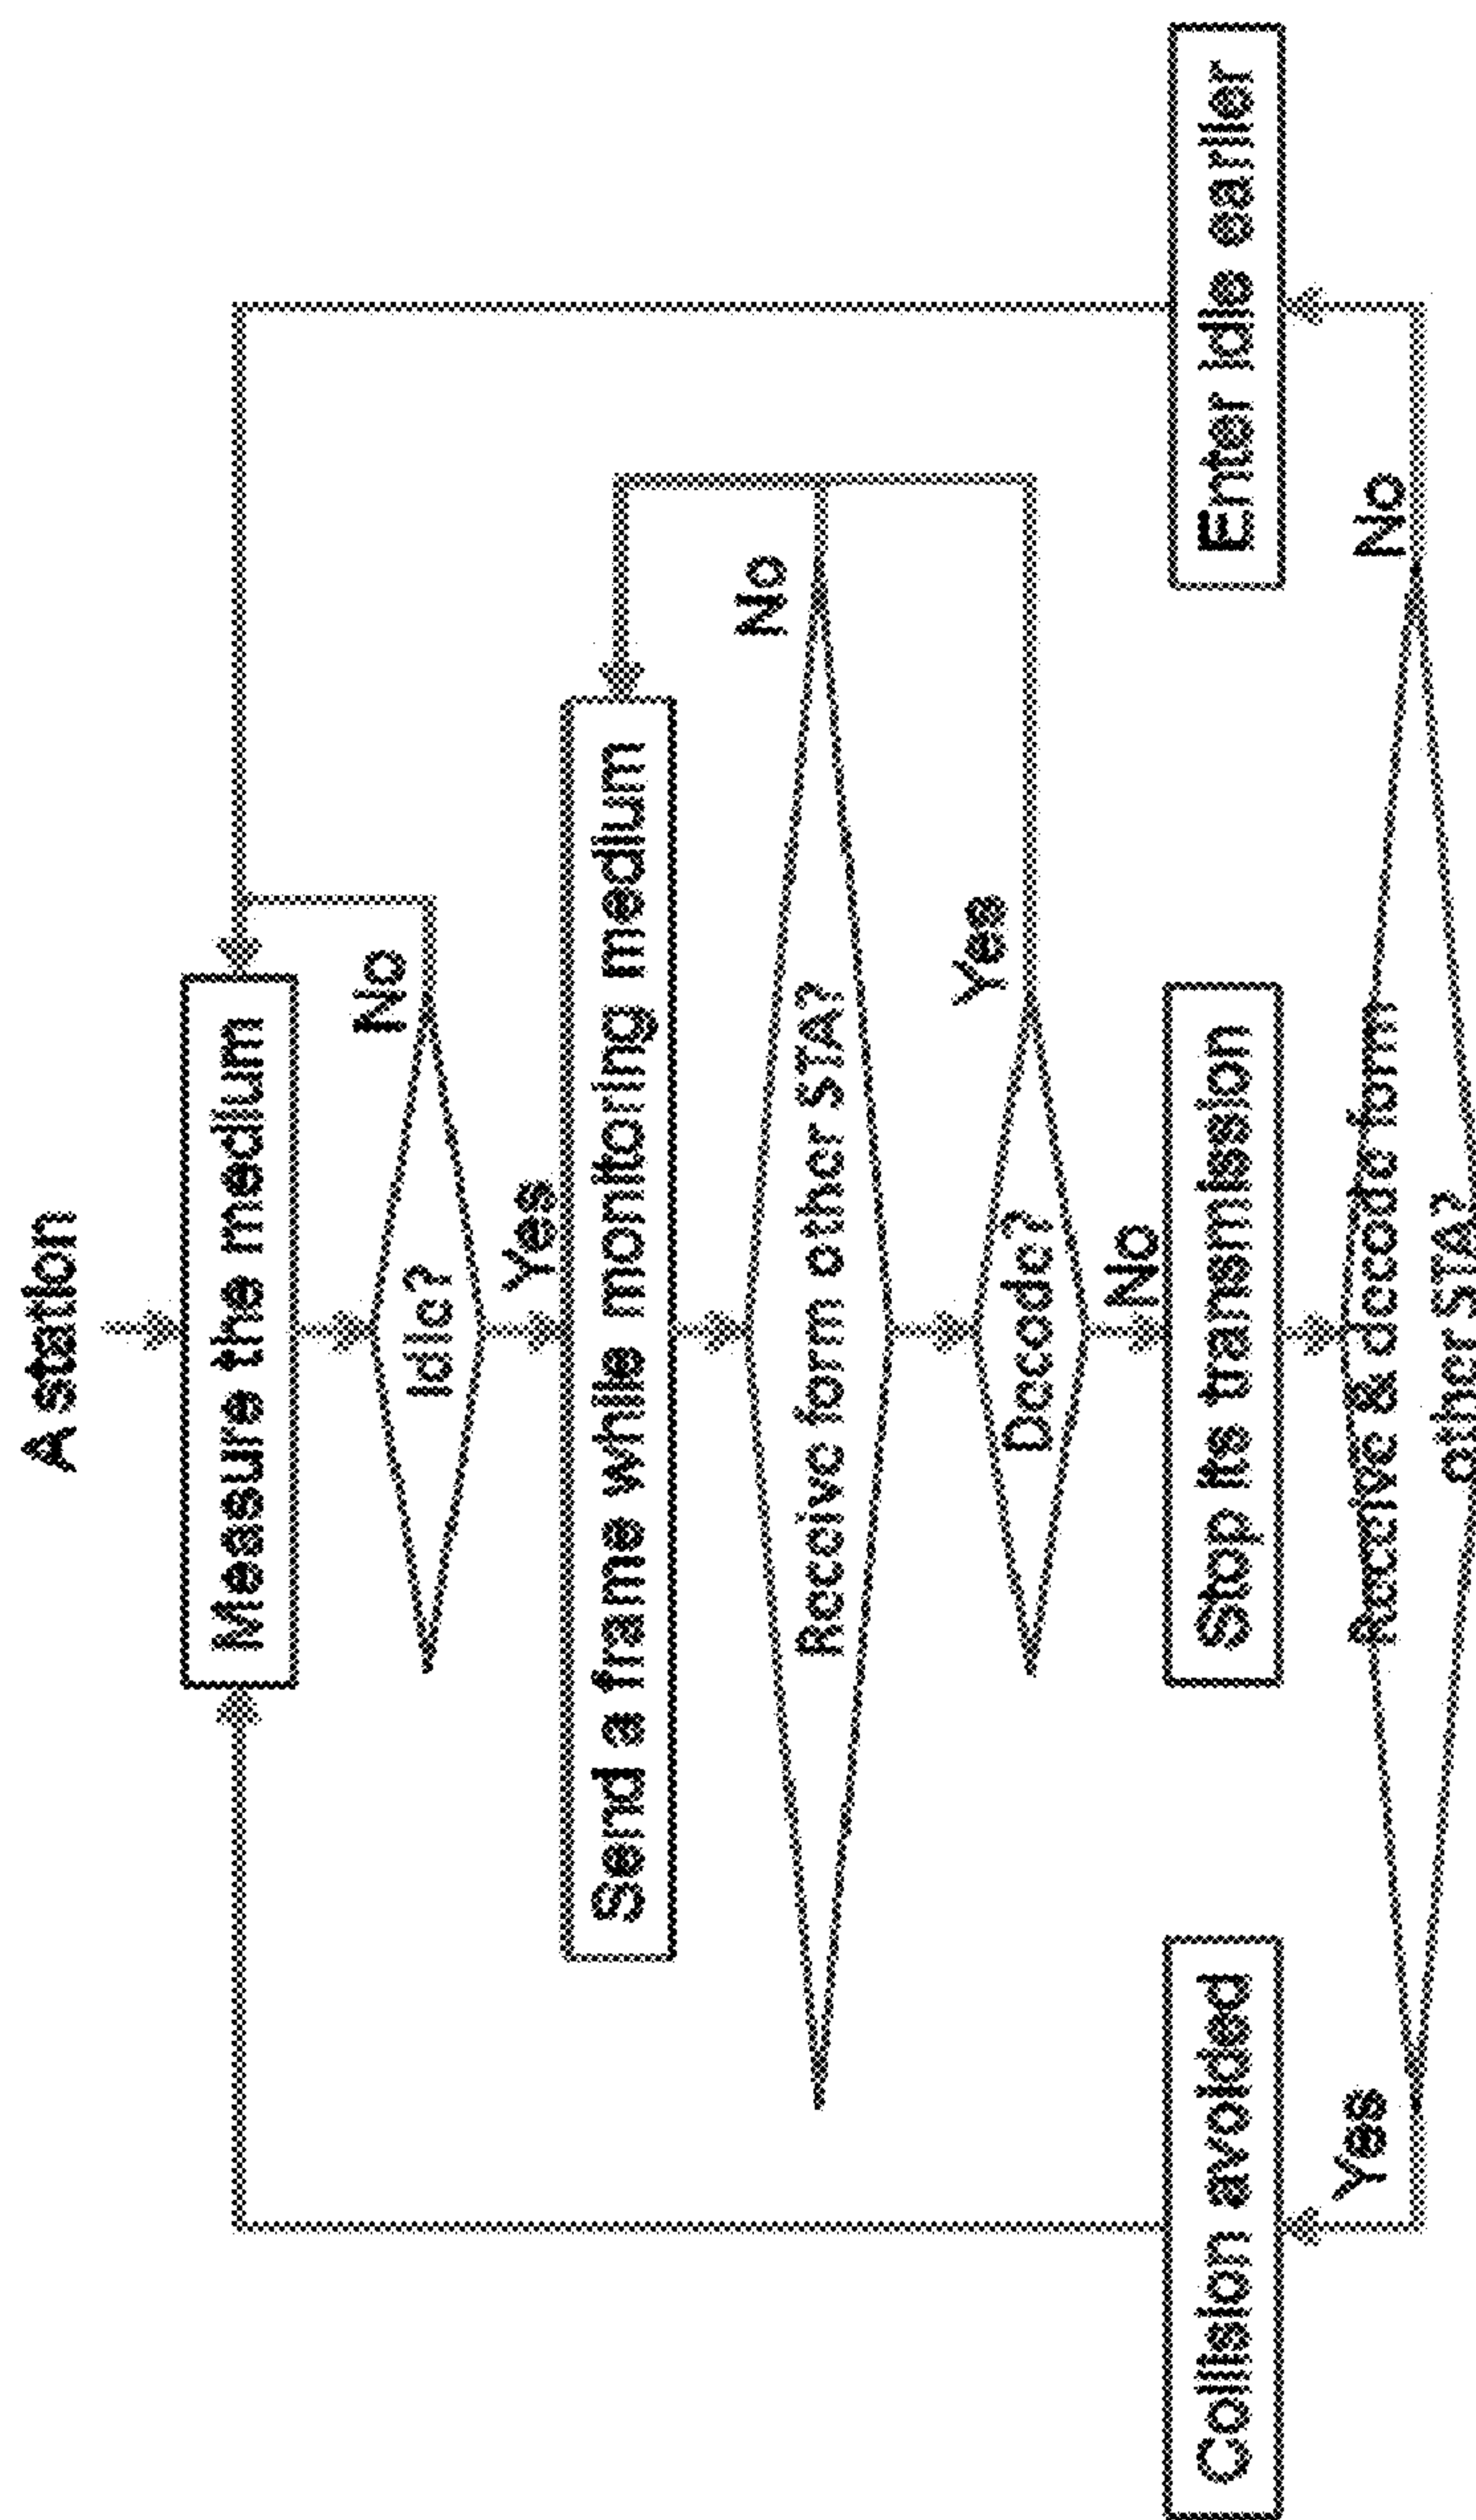 A station
Measure the medium
Idle?
No
Yes
Send a frame while monitoring medium
Receive form other STA?
No
Decode?
Yes
No
Stop its transmission
Collision avoided
Enter idle earlier
Receive & decode form
other STA?
Yes
No